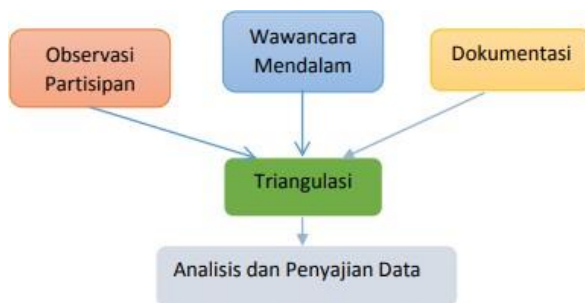 Observasi
Partisipan
Wawancara
Mendalam
Dokumentasi
Triangulasi
Analisis dan Penyajian Data